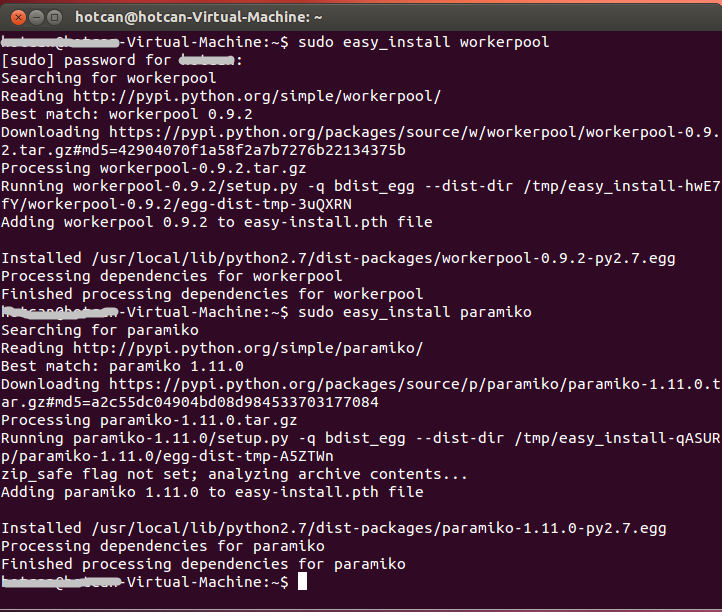 hotcan@hotcan-Virtual-Machine: ~
-Virtual-Machine:~$ sudo easy_install workerpool
[sudo] password for :
Searching for workerpool
Reading http://pypi.python.org/simple/workerpool/
Best match: workerpool 0.9.2
Downloading https://pypi.python.org/packages/source/w/workerpool/workerpool-0.9.
2.tar.gz#md5=42904070f1a58f2a7b7276b22134375b
Processing workerpool-0.9.2.tar.gz
Running workerpool-0.9.2/setup.py -q bdist_egg --dist-dir /tmp/easy_install-hwE7
fY/workerpool-0.9.2/egg-dist-tmp-3uQXRN
Adding workerpool 0.9.2 to easy-install.pth file
Installed /usr/local/lib/python2.7/dist-packages/workerpool-0.9.2-py2.7.egg
Processing dependencies for workerpool
Finished processing dependencies for workerpool
-Virtual-Machine:~$ sudo easy_install paramiko
Searching for paramiko
Reading http://pypi.python.org/simple/paramiko/
Best match: paramiko 1.11.0
Downloading https://pypi.python.org/packages/source/p/paramiko/paramiko-1.11.0.t
ar.gz#md5=a2c55dc04904bd08d984533703177084
Processing paramiko-1.11.0.tar.gz
Running paramiko-1.11.0/setup.py -q bdist_egg --dist-dir /tmp/easy_install-qASUR
p/paramiko-1.11.0/egg-dist-tmp-A5ZTWn
zip_safe flag not set; analyzing archive contents...
Adding paramiko 1.11.0 to easy-install.pth file
Installed /usr/local/lib/python2.7/dist-packages/paramiko-1.11.0-py2.7.egg
Processing dependencies for paramiko
Finished processing dependencies for paramiko
-Virtual-Machine:~$